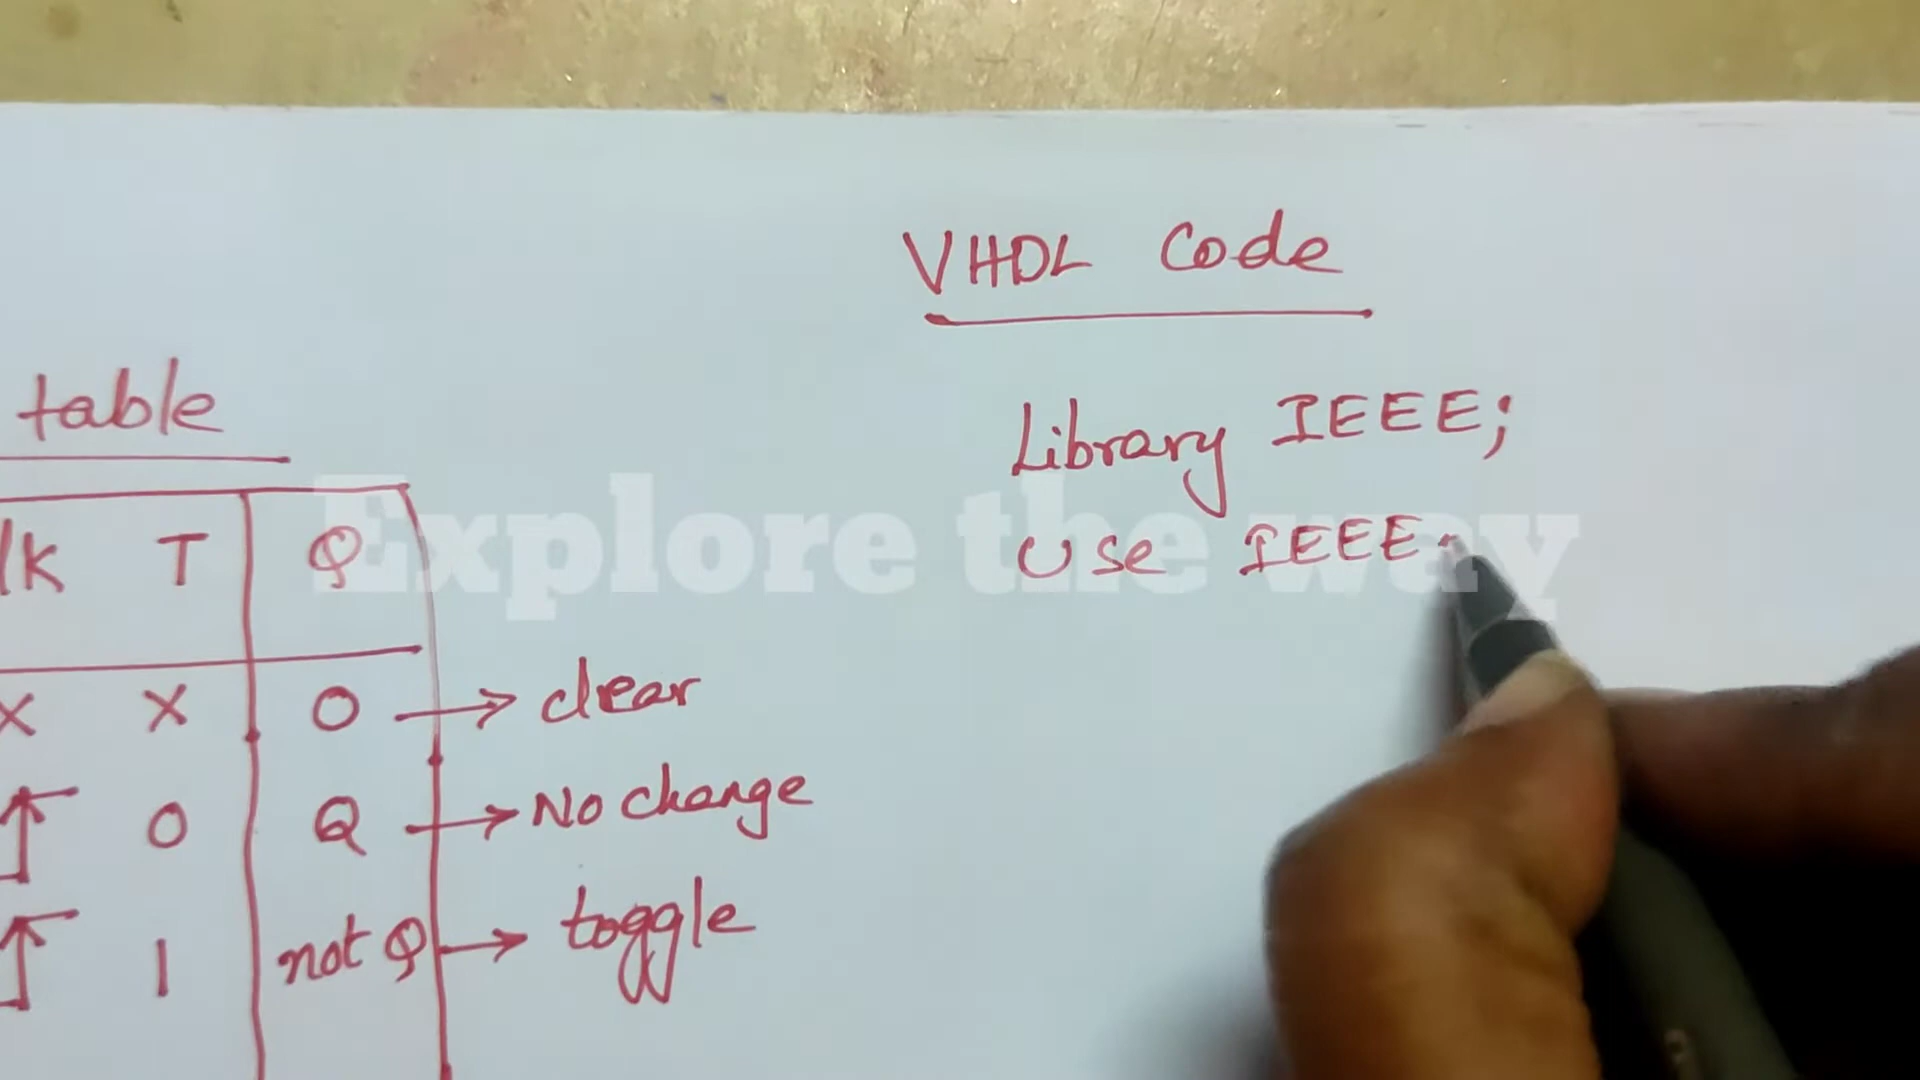 VHDL Code
Library IEEE;
Use IEEE.
table
lk T Q
X X 0 → clear
↑ 0 Q → No change
↑ 1 not Q → toggle
Explore the way